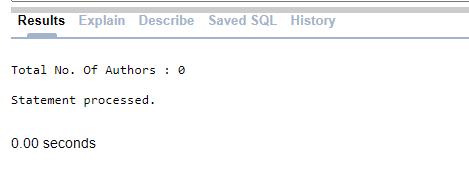 Results Explain Describe Saved SQL History
Total No. Of Authors : 0
Statement processed.
0.00 seconds